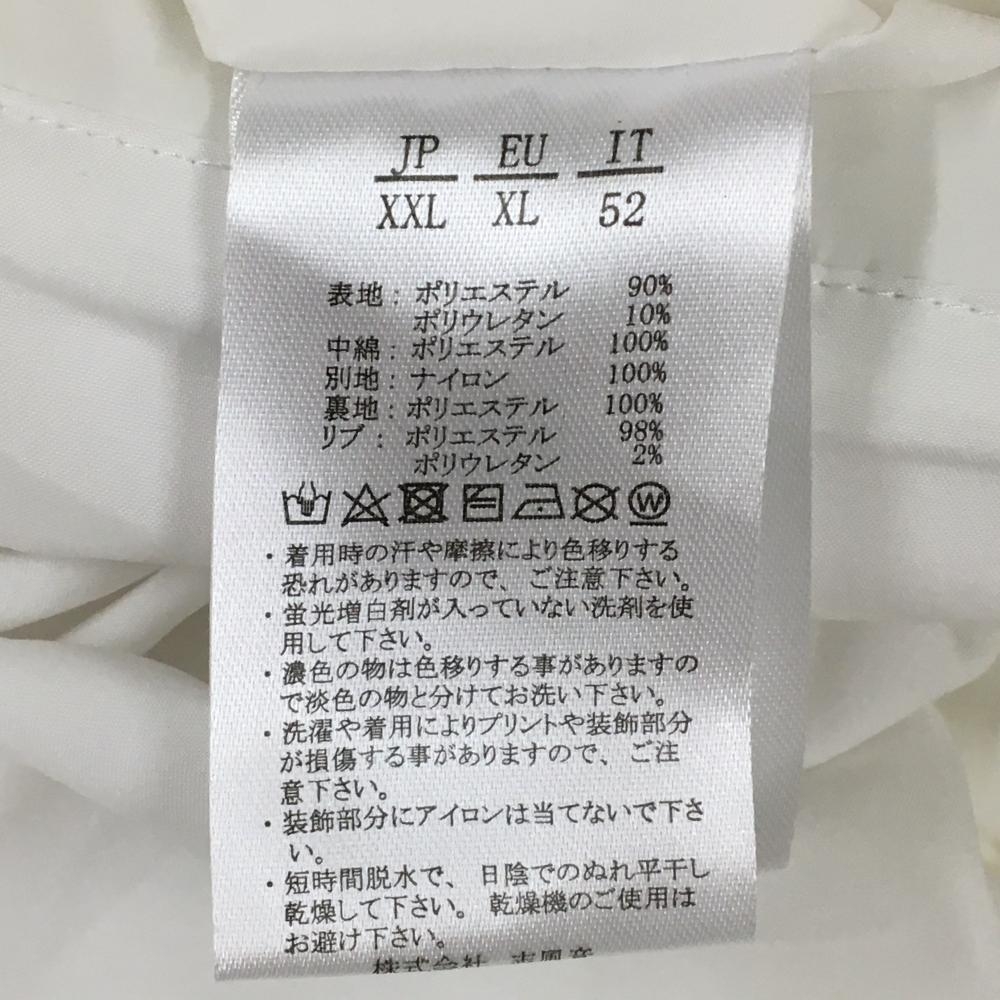 JP EU IT
XXL XL 52
表地：ポリエステル 90%
ポリウレタン 10%
中綿：ポリエステル 100%
別地：ナイロン 100%
裏地：ポリエステル 100%
リブ：ポリエステル 98%
ポリウレタン 2%
W
・着用時の汗や摩擦により色移りする
恐れがありますので、ご注意下さい。
・蛍光増白剤が入っていない洗剤を使
用して下さい。
・濃色の物は色移りする事がありますの
で淡色の物と分けてお洗い下さい。
・洗濯や着用によりプリントや装飾部分
が損傷する事がありますので、ご注
意下さい。
・装飾部分にアイロンは当てないで下さ
い。
・短時間脱水で、日陰でのぬれ平干し
乾燥して下さい。乾燥機のご使用は
お避け下さい。
株式会社